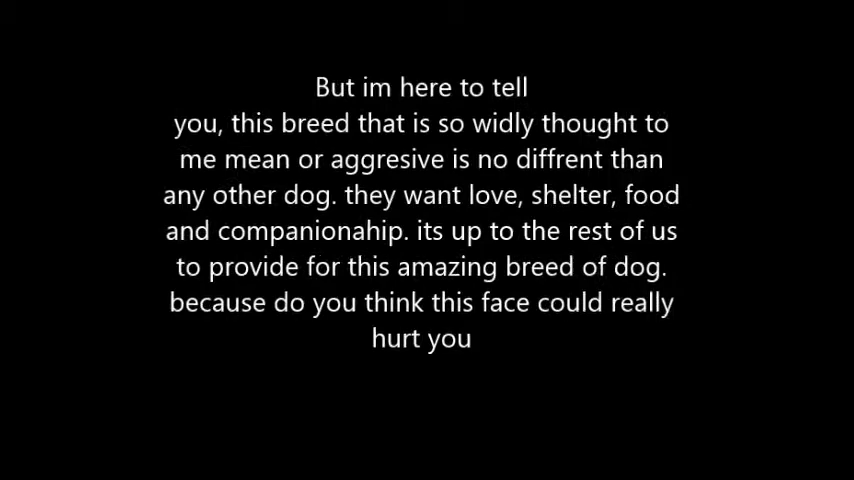 But im here to tell
you, this breed that is so widly thought to
me mean or aggresive is no diffrent than
any other dog. they want love, shelter, food
and companionahip. its up to the rest of us
to provide for this amazing breed of dog.
because do you think this face could really
hurt you